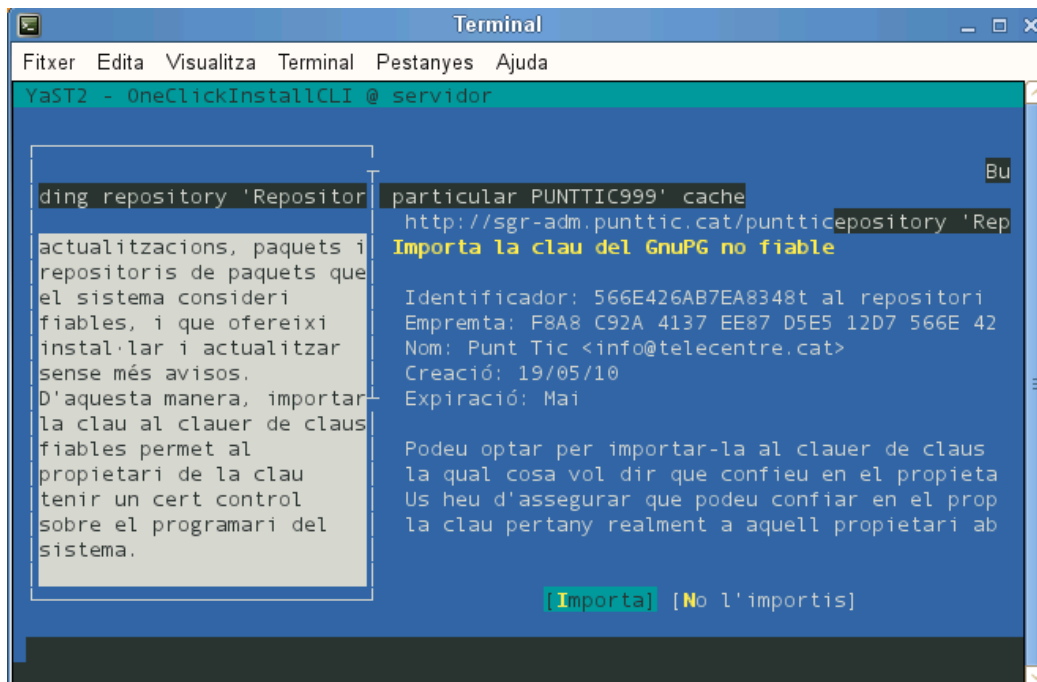 Terminal
Fitxer Edita Visualitza Terminal Pestanyes Ajuda
YaST2 - OneClickInstallCLI @ servidor
Bu
ding repository 'Repositor particular PUNTTIC999' cache
http://sgr-adm.punttic.cat/puntticepository 'Rep
actualitzacions, paquets i
repositoris de paquets que
el sistema consideri
fiables, i que ofereixi
instal·lar i actualitzar
sense més avisos.
D'aquesta manera, importar
la clau al clauer de claus
fiables permet al
propietari de la clau
tenir un cert control
sobre el programari del
sistema.
Importa la clau del GnuPG no fiable
Identificador: 566E426AB7EA8348t al repositori
Empremta: F8A8 C92A 4137 EE87 D5E5 12D7 566E 42
Nom: Punt Tic <info@telecentre.cat>
Creació: 19/05/10
Expiració: Mai
Podeu optar per importar-la al clauer de claus
la qual cosa vol dir que confieu en el propieta
Us heu d'assegurar que podeu confiar en el prop
la clau pertany realment a aquell propietari ab
[Importa] [No l'importis]